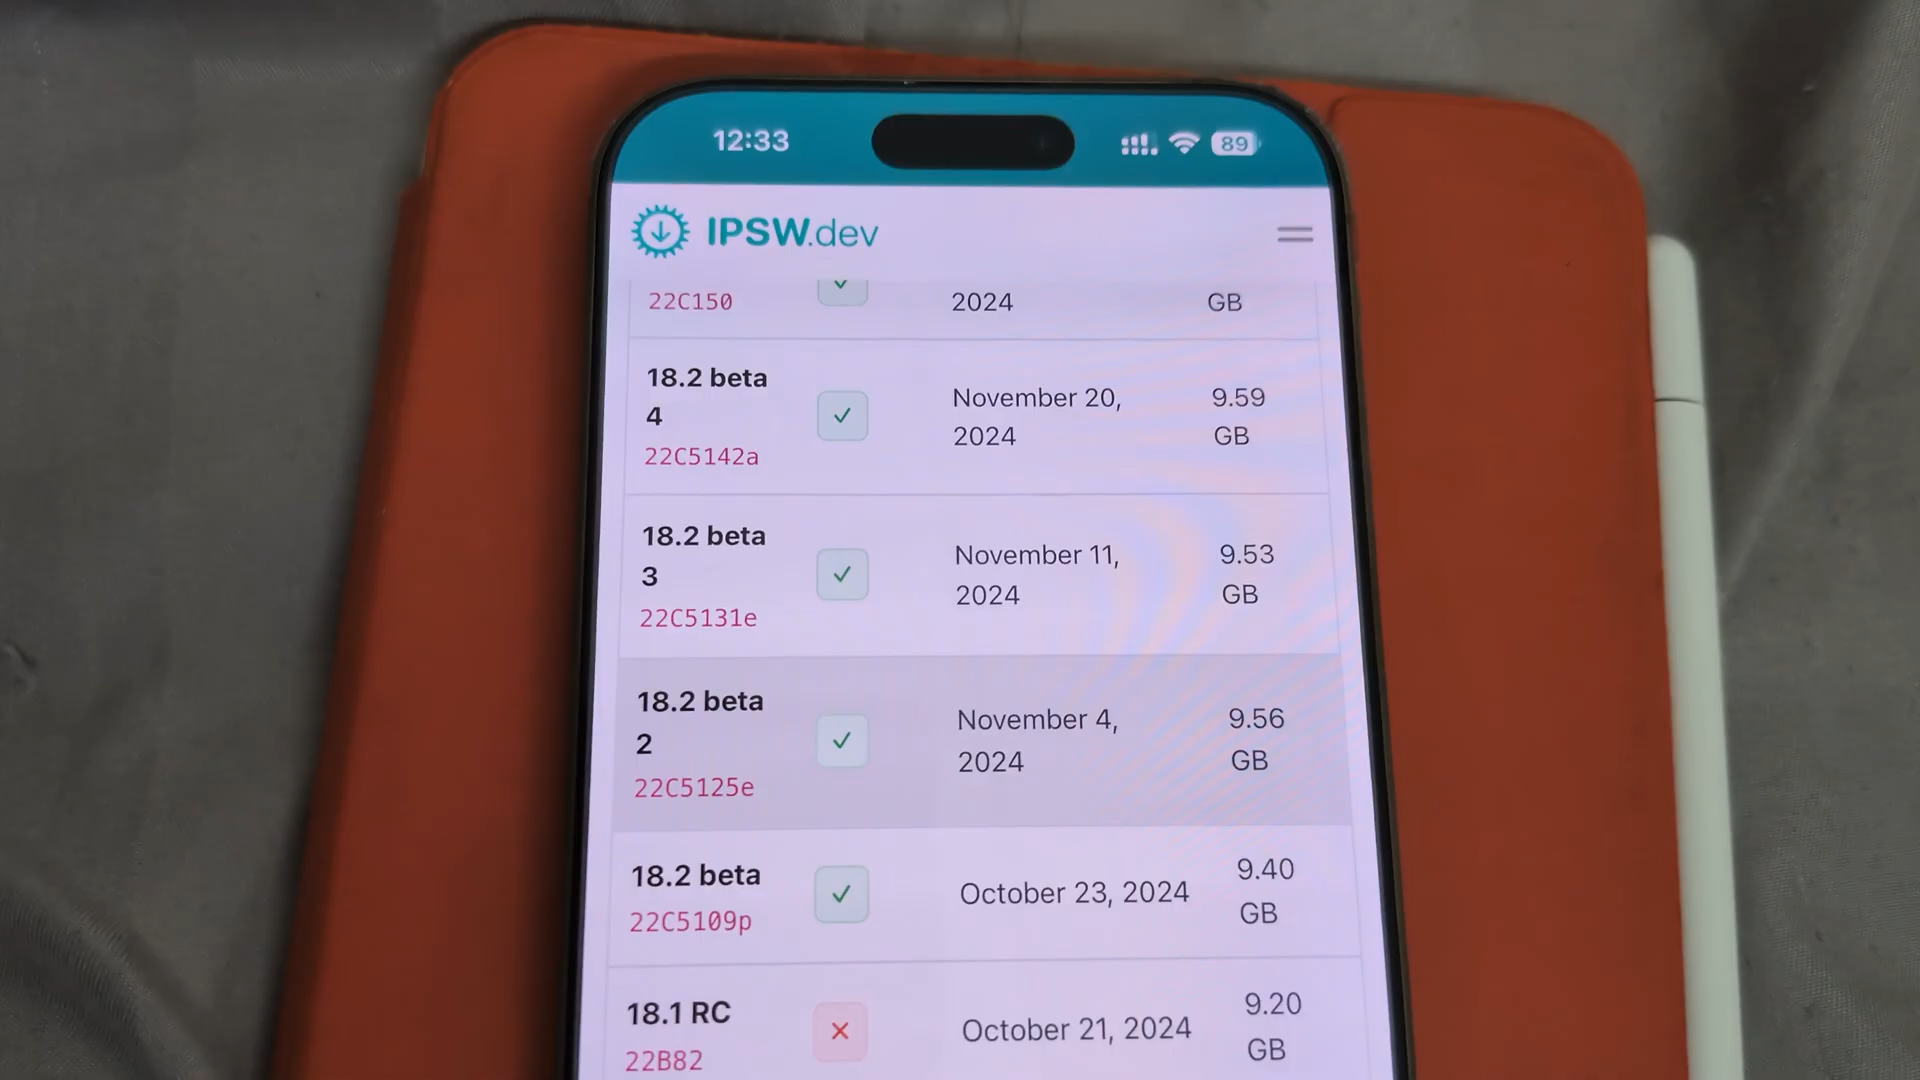 12:33
89
IPSW.dev
22C150
2024
GB
18.2 beta
4
22C5142a
November 20,
2024
9.59
GB
18.2 beta
3
22C5131e
November 11,
2024
9.53
GB
18.2 beta
2
22C5125e
November 4,
2024
9.56
GB
18.2 beta
22C5109p
October 23, 2024
9.40
GB
18.1 RC
22B82
October 21, 2024
9.20
GB